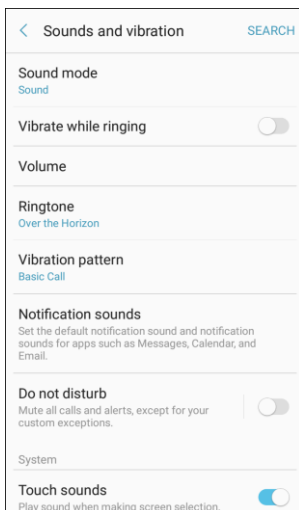 Sounds and vibration SEARCH
Sound mode
Sound
Vibrate while ringing
Volume
Ringtone
Over the Horizon
Vibration pattern
Basic Call
Notification sounds
Set the default notification sound and notification
sounds for apps such as Messages, Calendar, and
Email.
Do not disturb
Mute all calls and alerts, except for your
custom exceptions.
System
Touch sounds
Play sound when making screen selection.